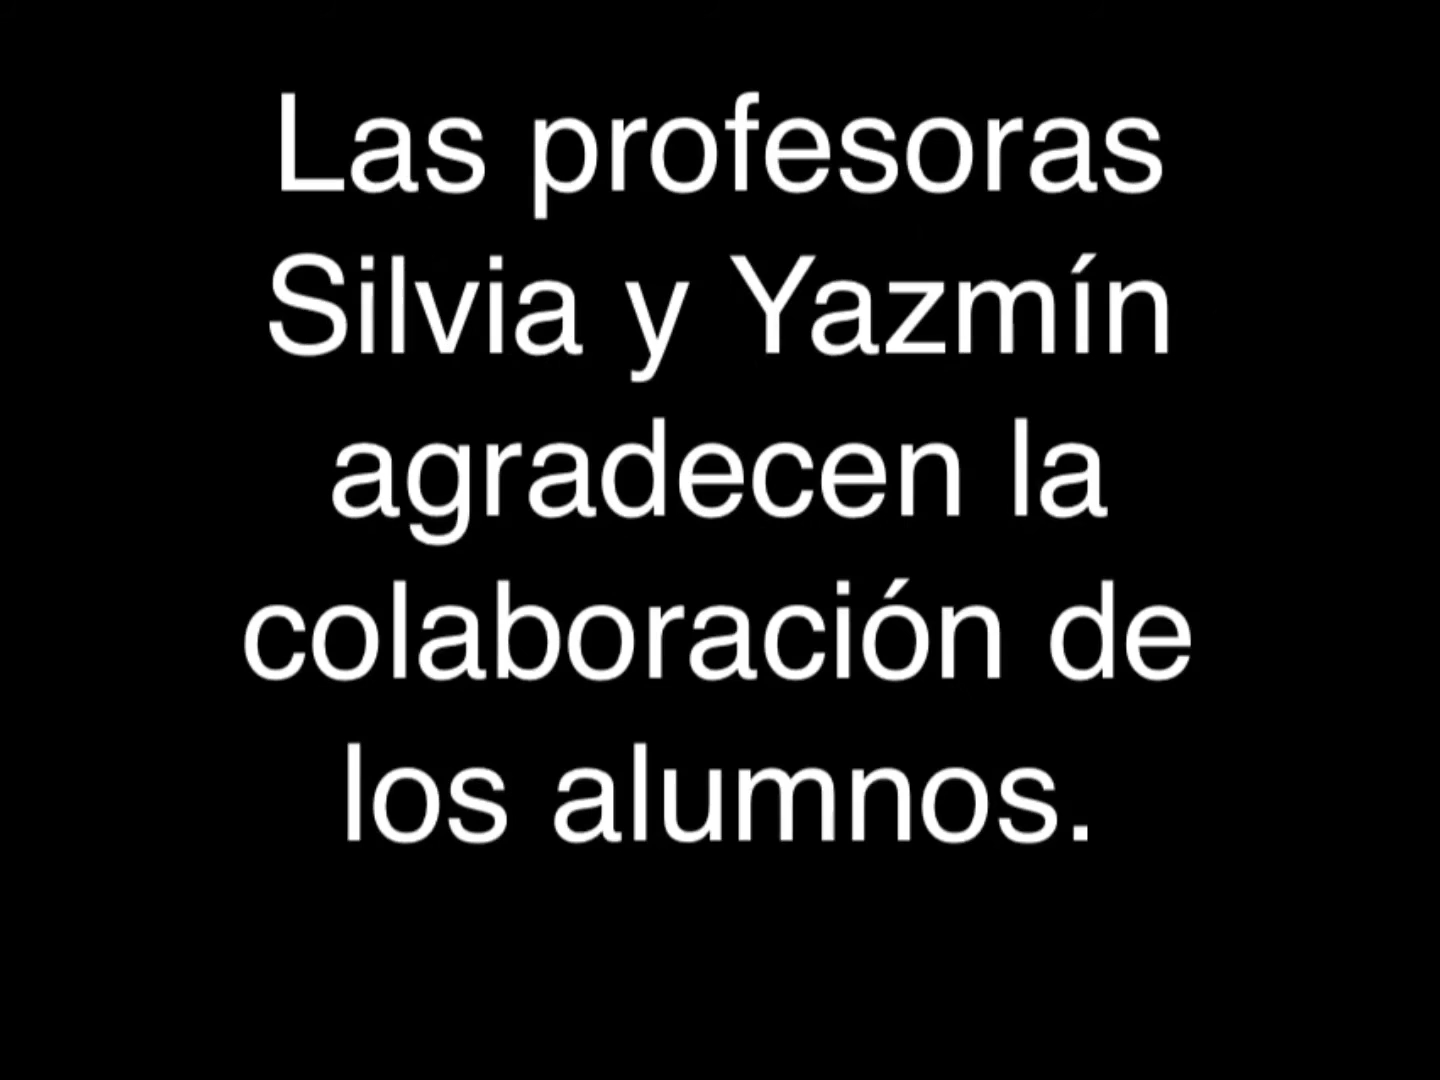 Las profesoras
Silvia y Yazmín
agradecen la
colaboración de
los alumnos.